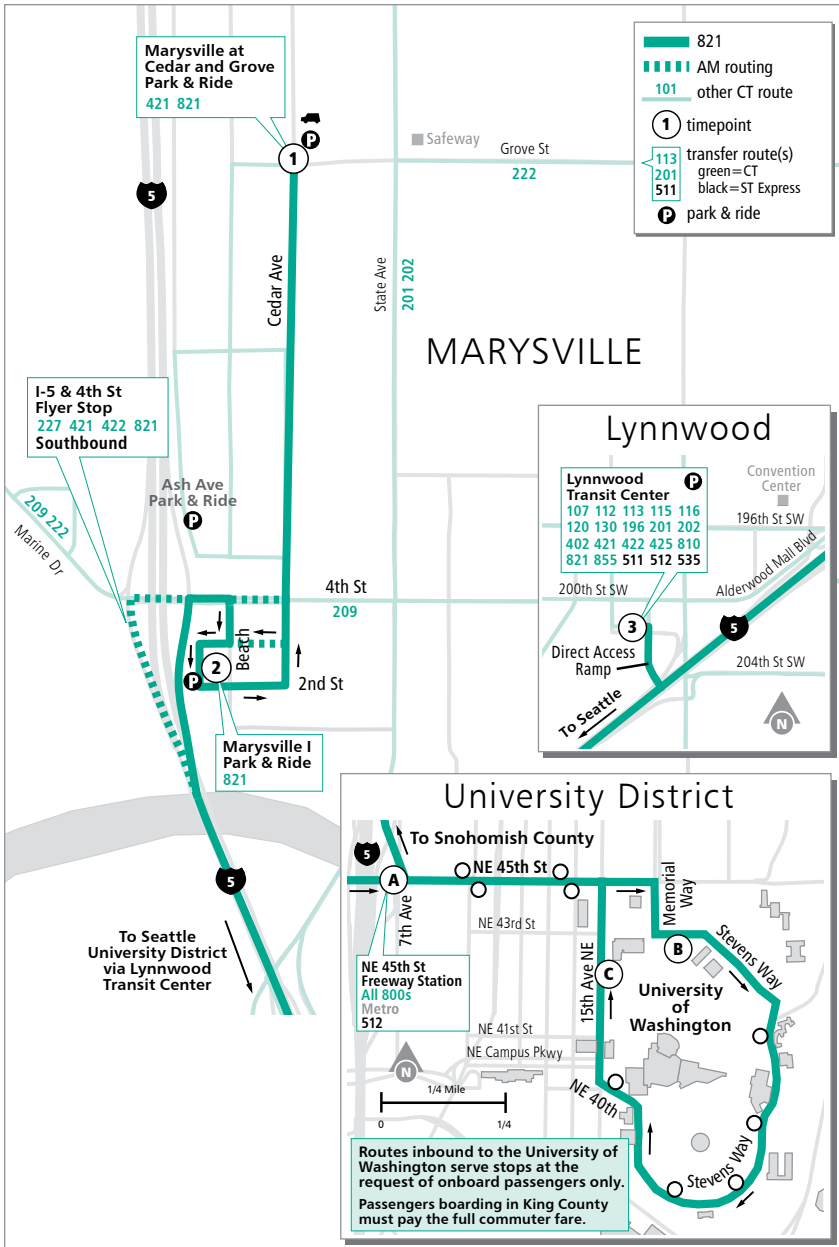 Marysville at
Cedar and Grove
Park & Ride
421 821
P
1
Safeway
Grove St
222
5
Cedar Ave
State Ave
201 202
821
AM routing
101
other CT route
1
timepoint
113
201
511
transfer route(s)
green=CT
black=ST Express
P
park & ride
MARYSVILLE
I-5 & 4th St
Flyer Stop
227 421 422 821
Southbound
Ash Ave
Park & Ride
P
209 222
Marine Dr
4th St
209
Beach
2
P
2nd St
Marysville I
Park & Ride
821
5
To Seattle
University District
via Lynnwood
Transit Center
Lynnwood
Lynnwood
Transit Center
P
107 112 113 115 116
120 130 196 201 202
402 421 422 425 810
821 855 511 512 535
Convention
Center
196th St SW
Alderwood Mall Blvd
200th St SW
3
5
Direct Access
Ramp
204th St SW
To Seattle
N
University District
To Snohomish County
5
NE 45th St
A
7th Ave
Memorial
Way
NE 43rd St
Stevens Way
B
NE 45th St
Freeway Station
All 800s
Metro
512
15th Ave NE
C
University
of
Washington
NE 41st St
NE Campus Pkwy
N
NE 40th
1/4 Mile
0
1/4
Stevens Way
Routes inbound to the University of
Washington serve stops at the
request of onboard passengers only.
Passengers boarding in King County
must pay the full commuter fare.